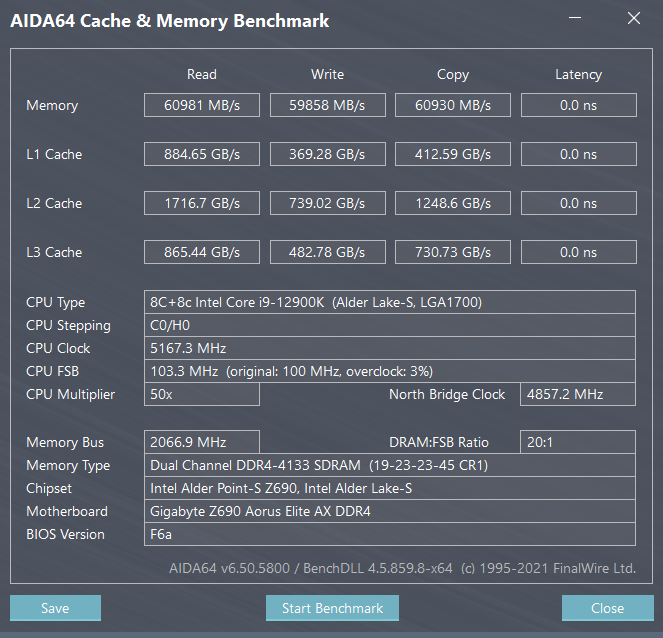 AIDA64 Cache & Memory Benchmark
Read Write Copy Latency
Memory 60981 MB/s 59858 MB/s 60930 MB/s 0.0 ns
L1 Cache 884.65 GB/s 369.28 GB/s 412.59 GB/s 0.0 ns
L2 Cache 1716.7 GB/s 739.02 GB/s 1248.6 GB/s 0.0 ns
L3 Cache 865.44 GB/s 482.78 GB/s 730.73 GB/s 0.0 ns
CPU Type 8C+8c Intel Core i9-12900K (Alder Lake-S, LGA1700)
CPU Stepping C0/H0
CPU Clock 5167.3 MHz
CPU FSB 103.3 MHz (original: 100 MHz, overclock: 3%)
CPU Multiplier 50x North Bridge Clock 4857.2 MHz
Memory Bus 2066.9 MHz DRAM:FSB Ratio 20:1
Memory Type Dual Channel DDR4-4133 SDRAM (19-23-23-45 CR1)
Chipset Intel Alder Point-S Z690, Intel Alder Lake-S
Motherboard Gigabyte Z690 Aorus Elite AX DDR4
BIOS Version F6a
AIDA64 v6.50.5800 / BenchDLL 4.5.859.8-x64 (c) 1995-2021 FinalWire Ltd.
Save Start Benchmark Close